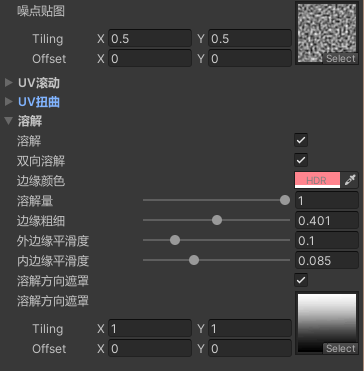 噪点贴图
Tiling X 0.5 Y 0.5
Offset X 0 Y 0
Select
UV滚动
UV扭曲
溶解
溶解
双向溶解
边缘颜色 HDR
溶解量 1
边缘粗细 0.401
外边缘平滑度 0.1
内边缘平滑度 0.085
溶解方向遮罩
溶解方向遮罩
Tiling X 1 Y 1
Offset X 0 Y 0
Select